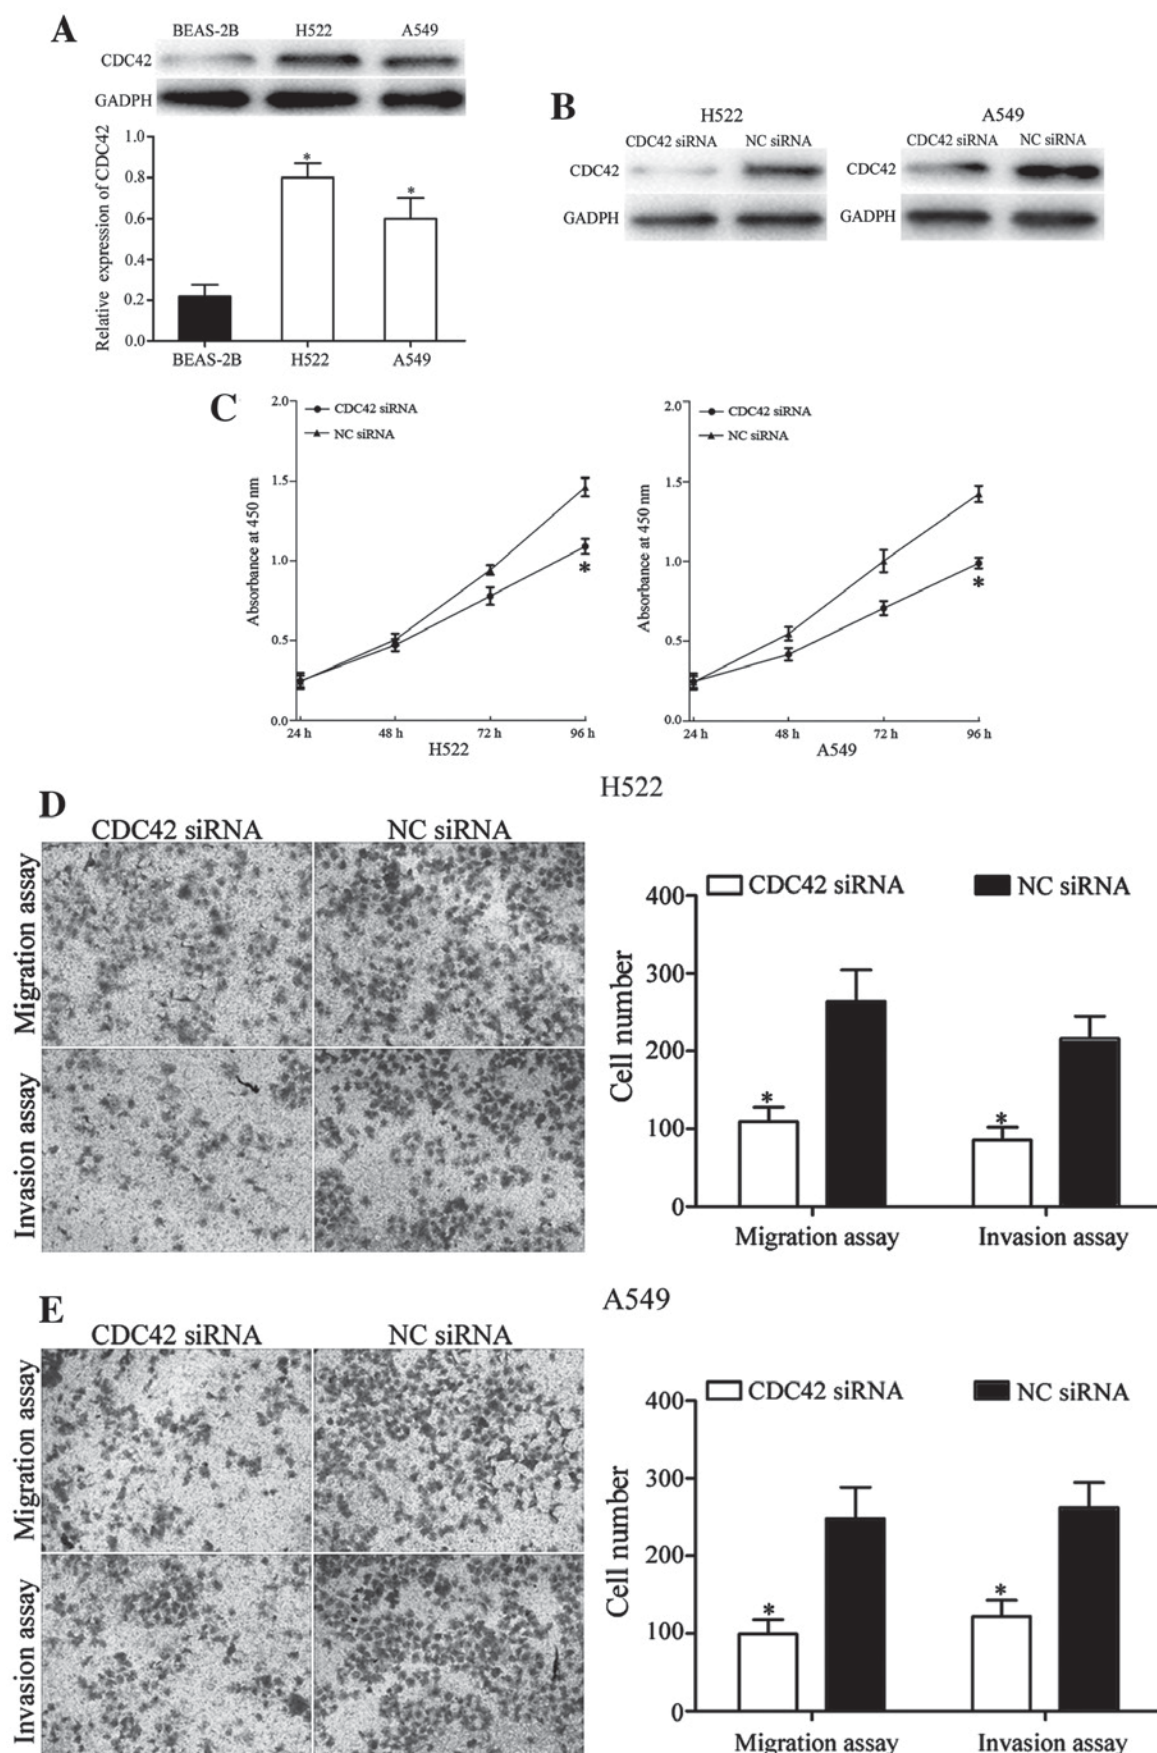 A
BEAS-2B H522 A549
CDC42
GADPH
Relative expression of CDC42
1.0
0.8
0.6
0.4
0.2
0.0
* *
BEAS-2B H522 A549
B
H522 A549
CDC42 siRNA NC siRNA CDC42 siRNA NC siRNA
CDC42 CDC42
GADPH GADPH
C
CDC42 siRNA
NC siRNA
Absorbance at 450 nm
2.0
1.5
1.0
0.5
0.0
*
24 h 48 h 72 h 96 h
H522
CDC42 siRNA
NC siRNA
Absorbance at 450 nm
2.0
1.5
1.0
0.5
0.0
*
24 h 48 h 72 h 96 h
A549
H522
D
CDC42 siRNA NC siRNA
Migration assay
Invasion assay
CDC42 siRNA NC siRNA
Cell number
400
300
200
100
0
* *
Migration assay Invasion assay
A549
E
CDC42 siRNA NC siRNA
Migration assay
Invasion assay
CDC42 siRNA NC siRNA
Cell number
400
300
200
100
0
* *
Migration assay Invasion assay